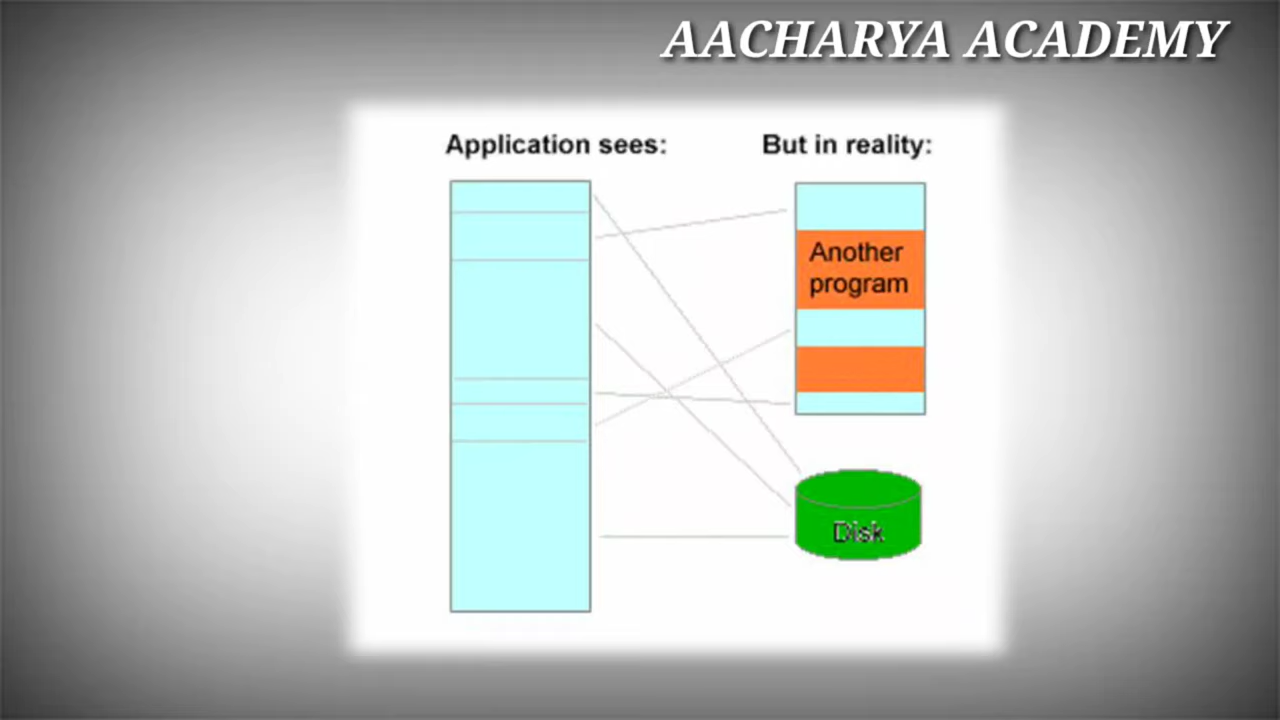 AACHARYA ACADEMY
Application sees:
But in reality:
Another
program
Disk